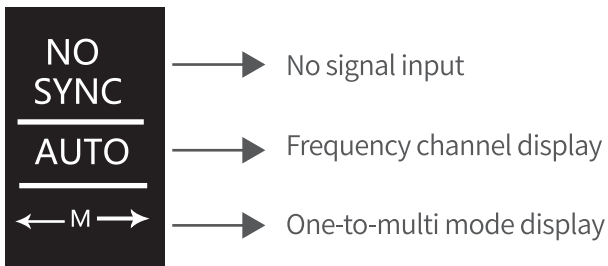 NO
SYNC
No signal input
AUTO
Frequency channel display
M
One-to-multi mode display